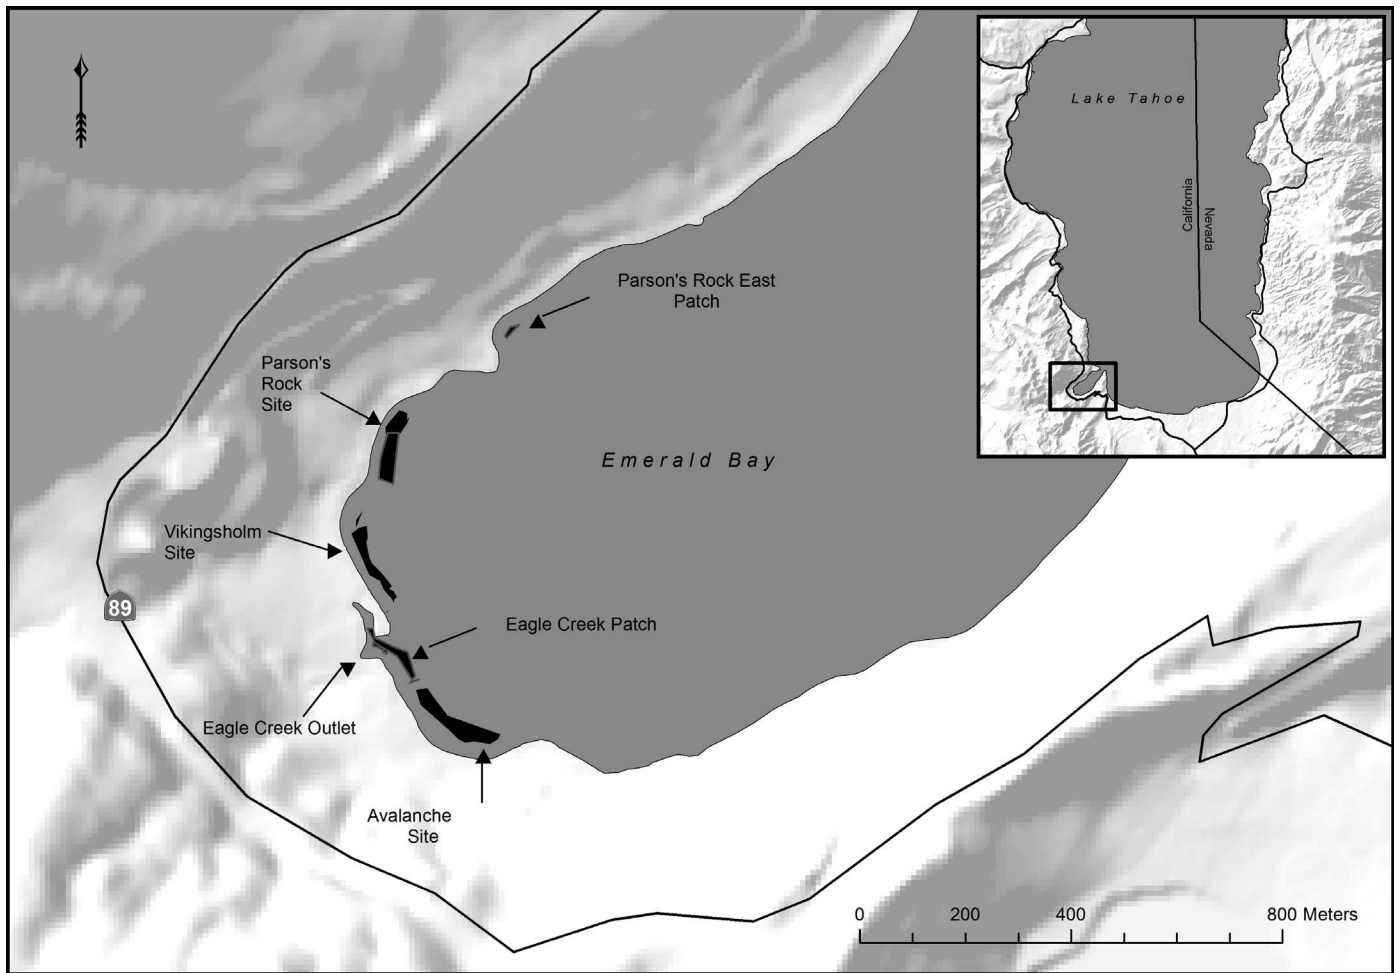 Lake Tahoe
California
Nevada
Parson's Rock East
Patch
Parson's
Rock
Site
Emerald Bay
Vikingsholm
Site
89
Eagle Creek Patch
Eagle Creek Outlet
Avalanche
Site
0 200 400 800 Meters